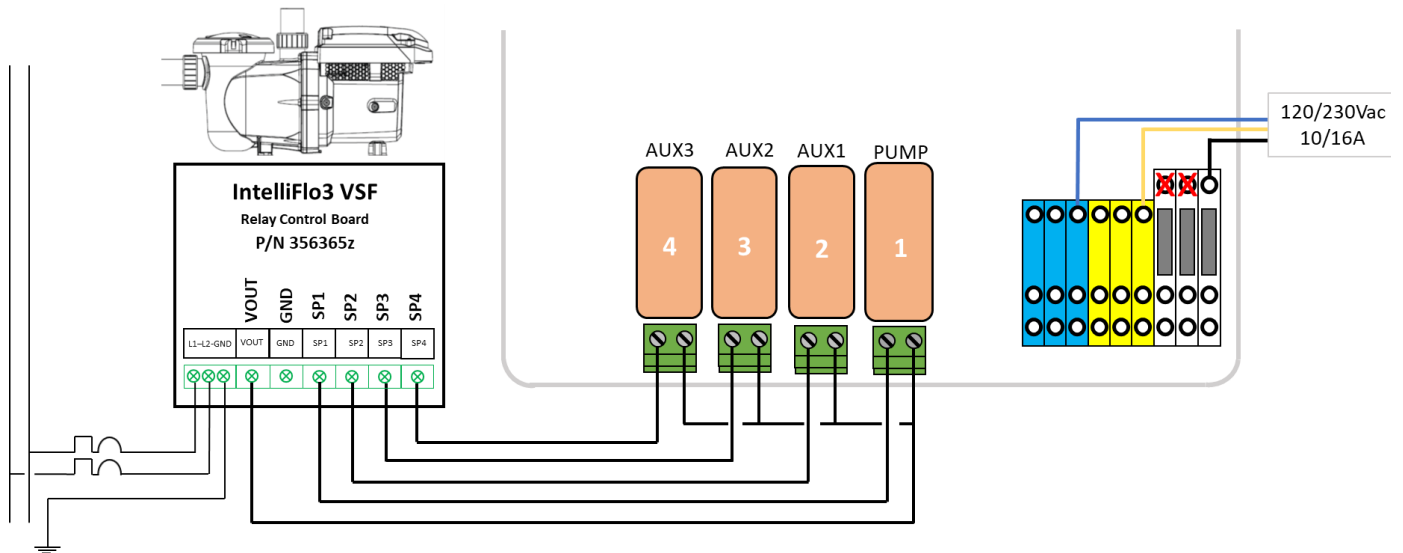 IntelliFlo3 VSF
Relay Control Board
P/N 356365z
VOUT
GND
SP1
SP2
SP3
SP4
L1–L2-GND
VOUT
GND
SP1
SP2
SP3
SP4
AUX3
AUX2
AUX1
PUMP
4
3
2
1
120/230Vac
10/16A